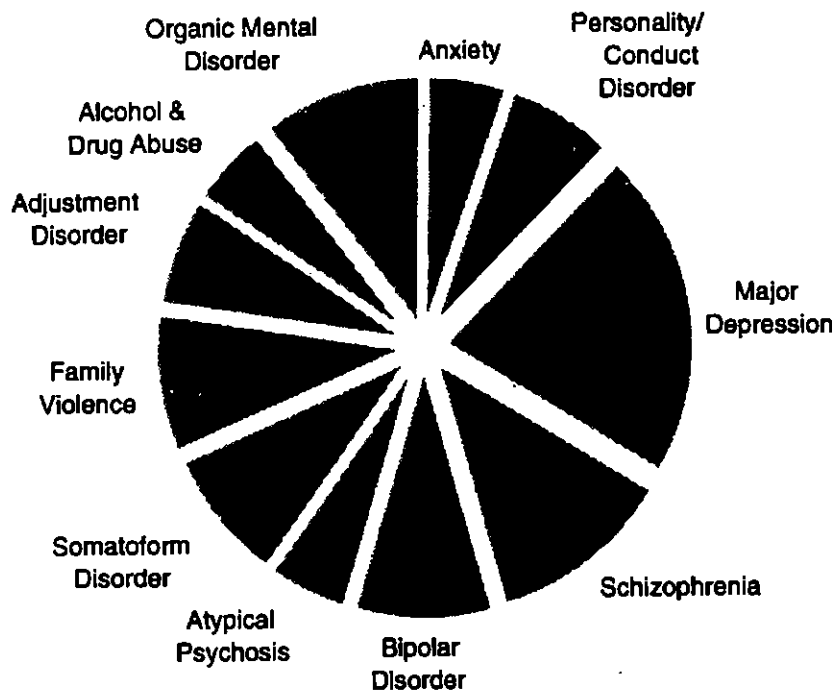 Organic Mental
Disorder
Anxiety
Personality/
Conduct
Disorder
Alcohol &
Drug Abuse
Adjustment
Disorder
Major
Depression
Family
Violence
Somatoform
Disorder
Schizophrenia
Atypical
Psychosis
Bipolar
Disorder